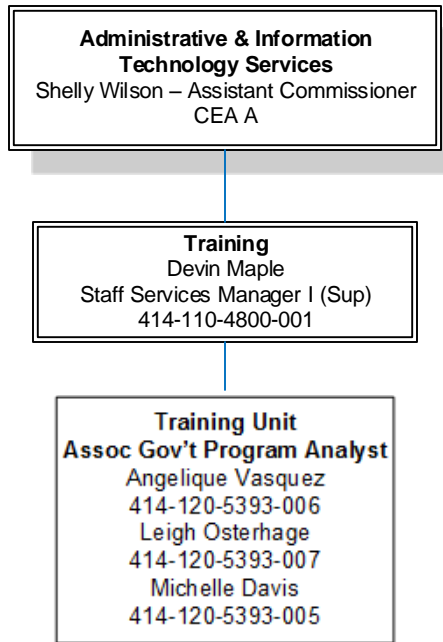 Administrative & Information
Technology Services
Shelly Wilson – Assistant Commissioner
CEA A
Training
Devin Maple
Staff Services Manager I (Sup)
414-110-4800-001
Training Unit
Assoc Gov't Program Analyst
Angelique Vasquez
414-120-5393-006
Leigh Osterhage
414-120-5393-007
Michelle Davis
414-120-5393-005